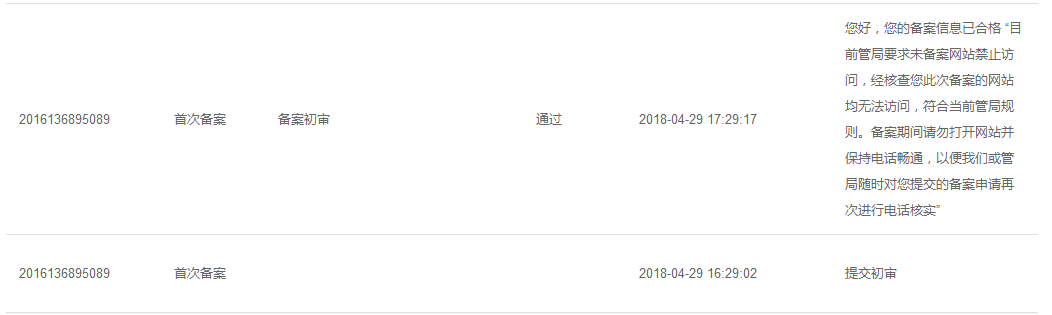 您好，您的备案信息已合格 “目
前管局要求未备案网站禁止访
问，经核查您此次备案的网站
均无法访问，符合当前管局规
2016136895089 首次备案 备案初审 通过 2018-04-29 17:29:17
则。备案期间请勿打开网站并
保持电话畅通，以便我们或管
局随时对您提交的备案申请再
次进行电话核实”
2016136895089 首次备案 2018-04-29 16:29:02 提交初审